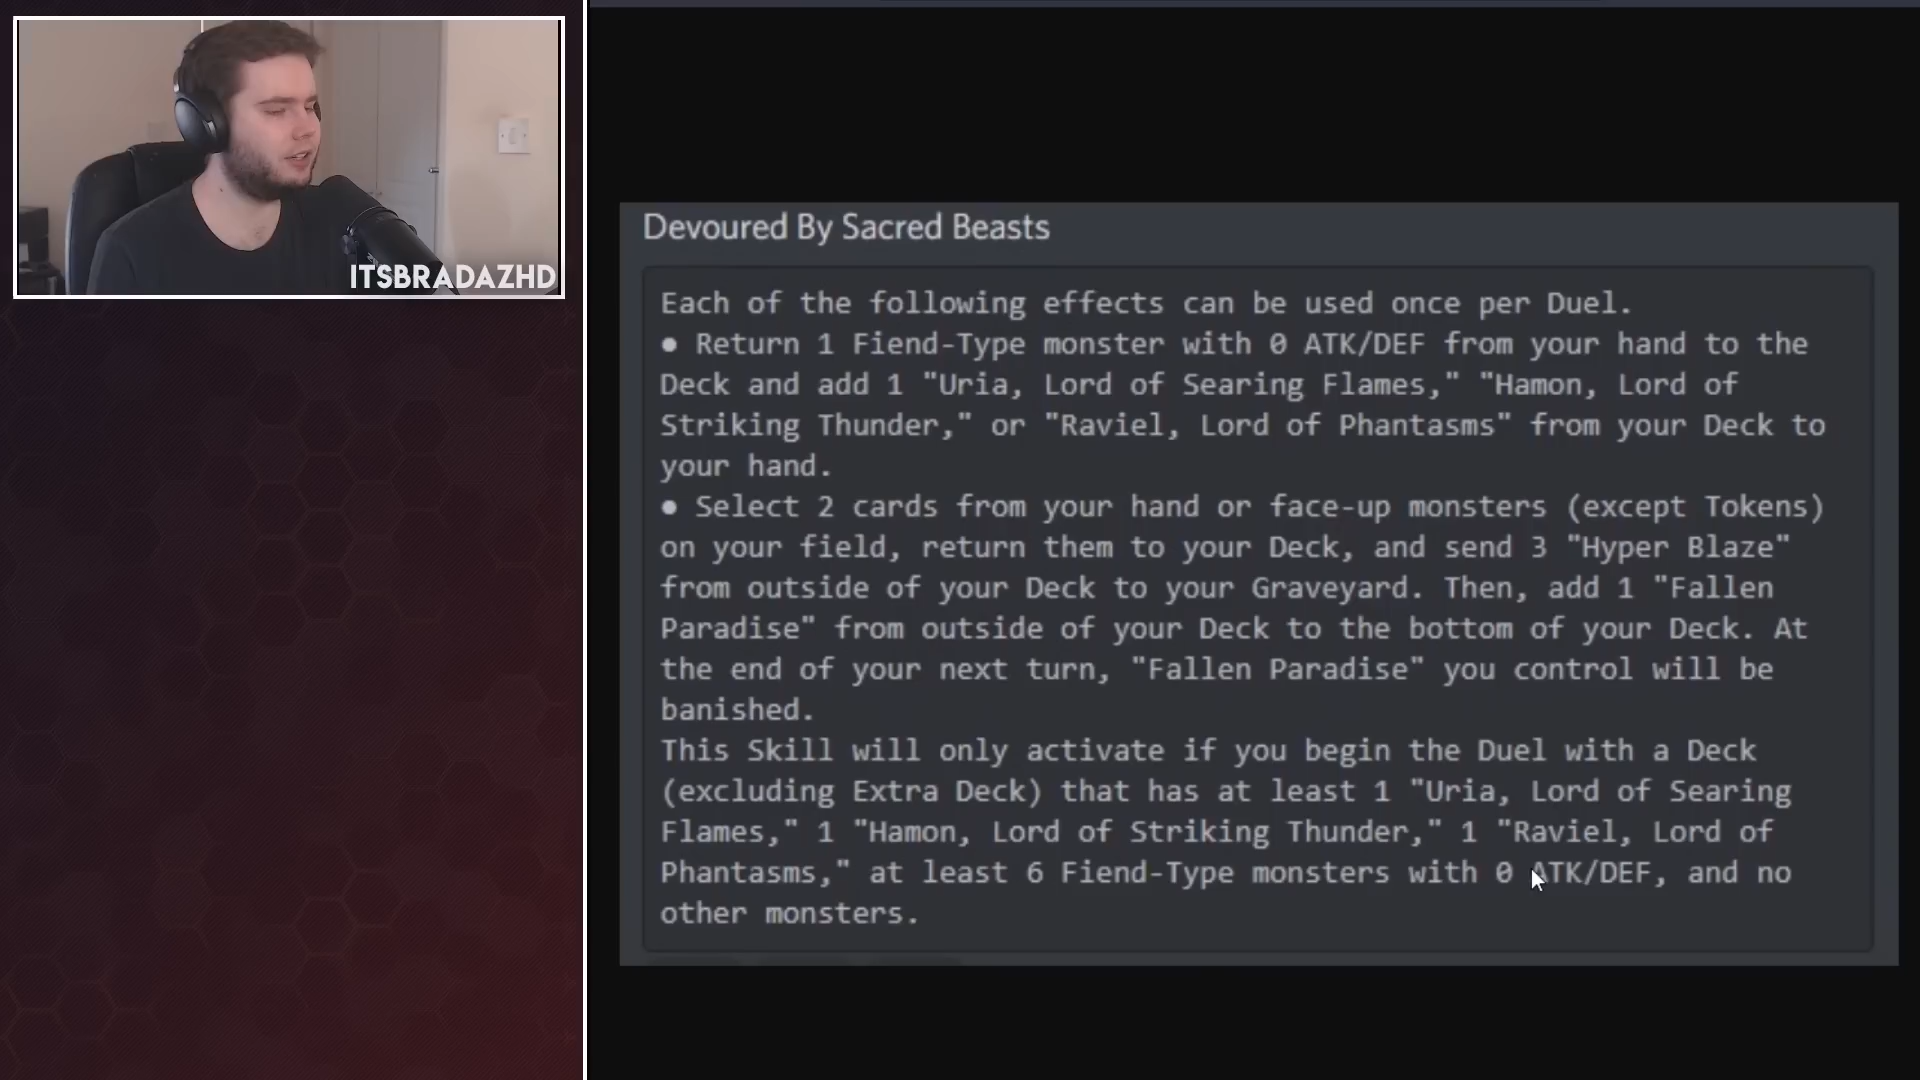 ITSBRADAZHD
Devoured By Sacred Beasts
Each of the following effects can be used once per Duel.
● Return 1 Fiend-Type monster with 0 ATK/DEF from your hand to the
Deck and add 1 "Uria, Lord of Searing Flames," "Hamon, Lord of
Striking Thunder," or "Raviel, Lord of Phantasms" from your Deck to
your hand.
● Select 2 cards from your hand or face-up monsters (except Tokens)
on your field, return them to your Deck, and send 3 "Hyper Blaze"
from outside of your Deck to your Graveyard. Then, add 1 "Fallen
Paradise" from outside of your Deck to the bottom of your Deck. At
the end of your next turn, "Fallen Paradise" you control will be
banished.
This Skill will only activate if you begin the Duel with a Deck
(excluding Extra Deck) that has at least 1 "Uria, Lord of Searing
Flames," 1 "Hamon, Lord of Striking Thunder," 1 "Raviel, Lord of
Phantasms," at least 6 Fiend-Type monsters with 0 ATK/DEF, and no
other monsters.